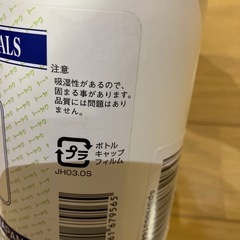 ALS
注意
吸湿性があるので、
固まる事があります。
品質には問題はあり
ません。
プラ
ボトル
キャップ
フィルム
JH03.OS
679565